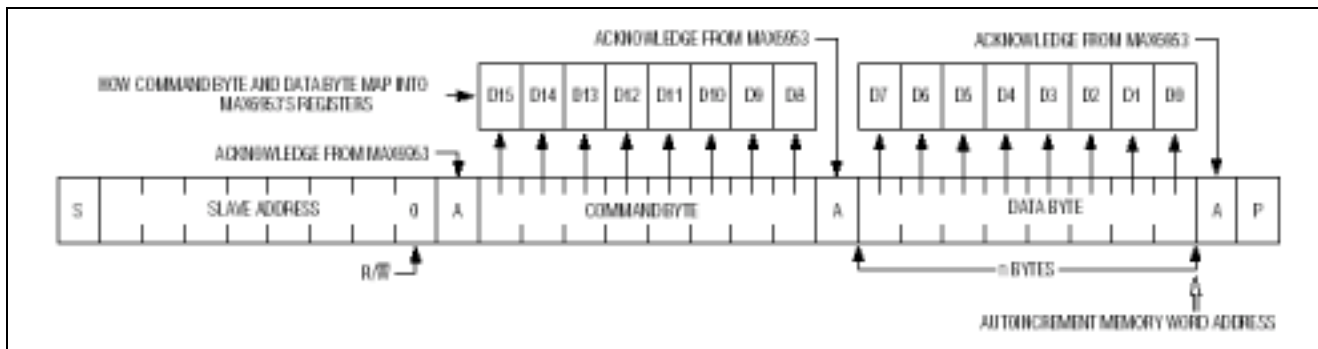 ACKNOWLEDGE FROM MAX6953
ACKNOWLEDGE FROM MAX6953
HOW COMMAND BYTE AND DATA BYTE MAP INTO
MAX6953'S REGISTERS
D15 D14 D13 D12 D11 D10 D9 D8
D7 D6 D5 D4 D3 D2 D1 D0
ACKNOWLEDGE FROM MAX6953
S SLAVE ADDRESS 0 A COMMAND BYTE A DATA BYTE A P
R/W
n BYTES
AUTOINCREMENT MEMORY WORD ADDRESS